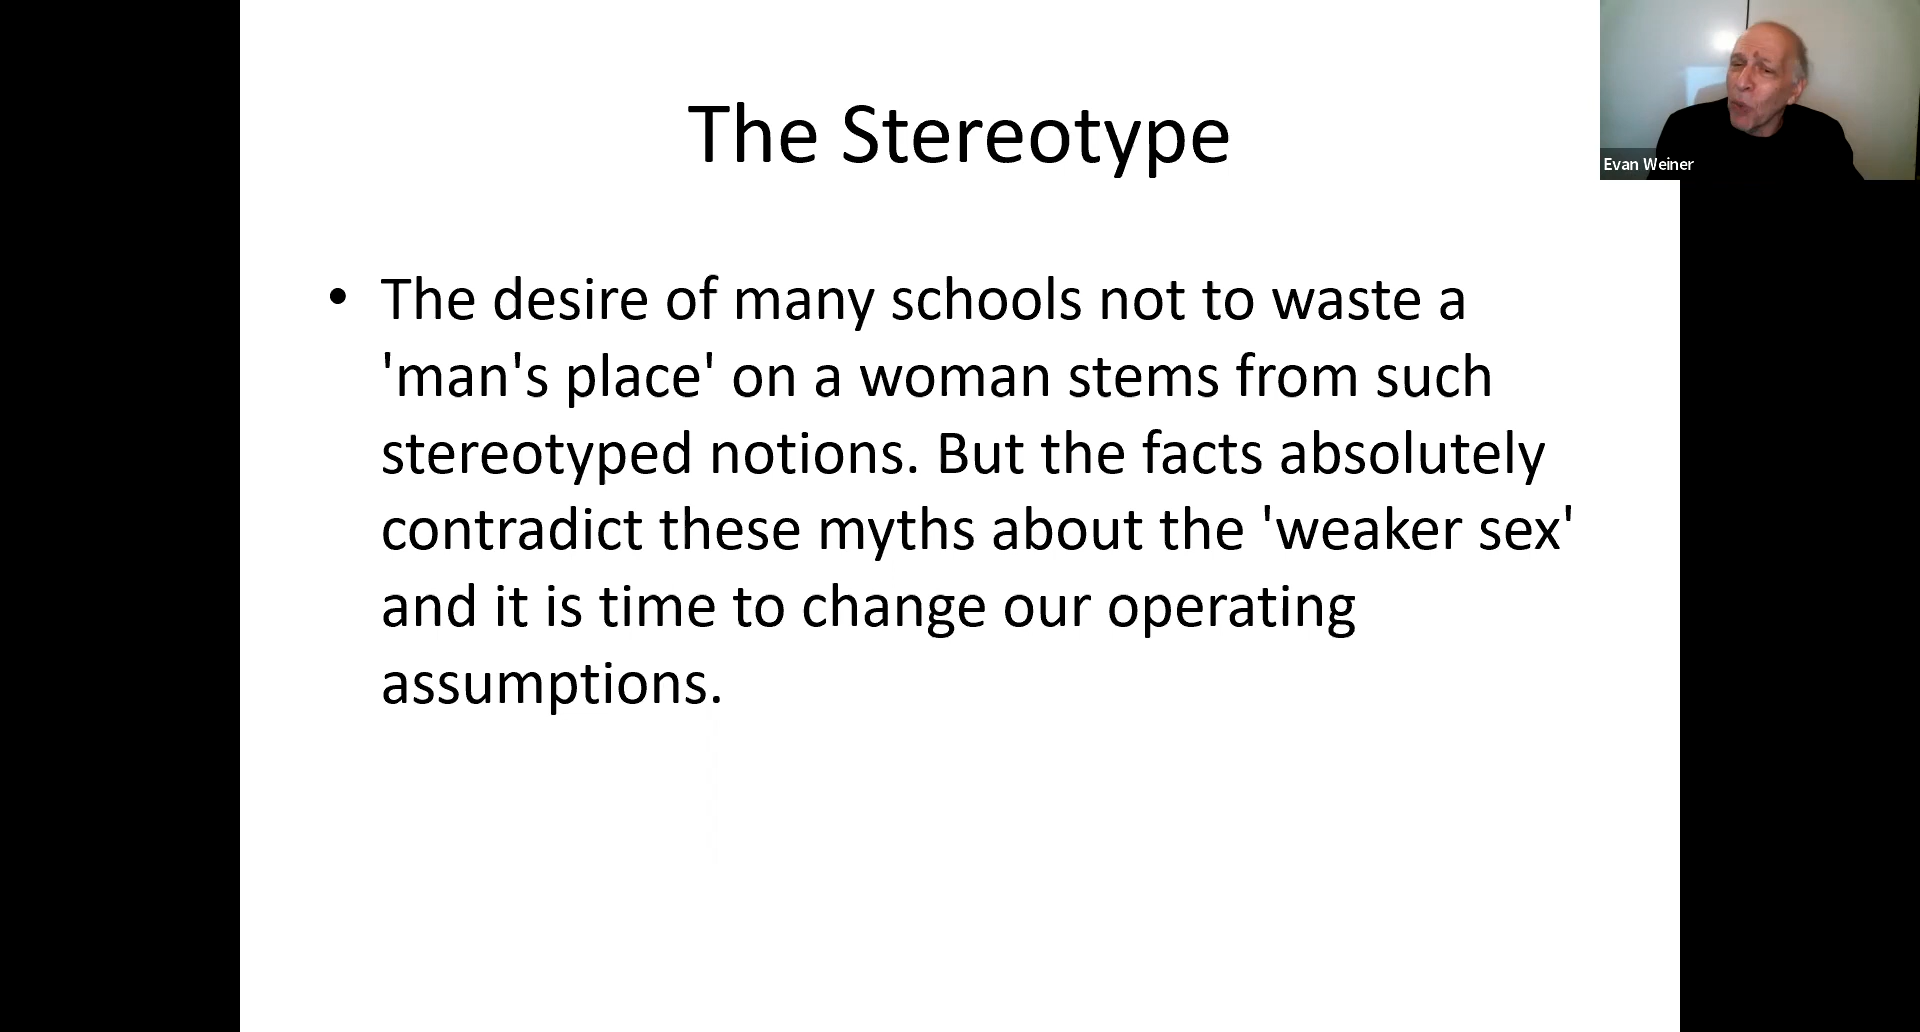 The Stereotype
• The desire of many schools not to waste a
'man's place' on a woman stems from such
stereotyped notions. But the facts absolutely
contradict these myths about the 'weaker sex'
and it is time to change our operating
assumptions.
Evan Weiner